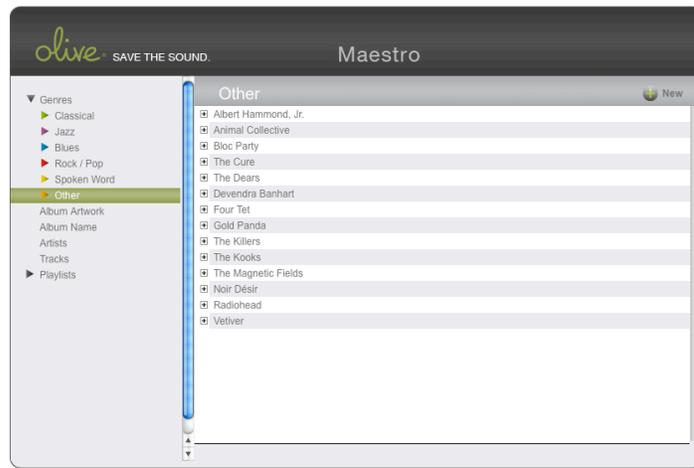 olive SAVE THE SOUND.
Maestro
Genres
Classical
Jazz
Blues
Rock / Pop
Spoken Word
Other
Album Artwork
Album Name
Artists
Tracks
Playlists
Other
New
Albert Hammond, Jr.
Animal Collective
Bloc Party
The Cure
The Dears
Devendra Banhart
Four Tet
Gold Panda
The Killers
The Kooks
The Magnetic Fields
Noir Désir
Radiohead
Vetiver